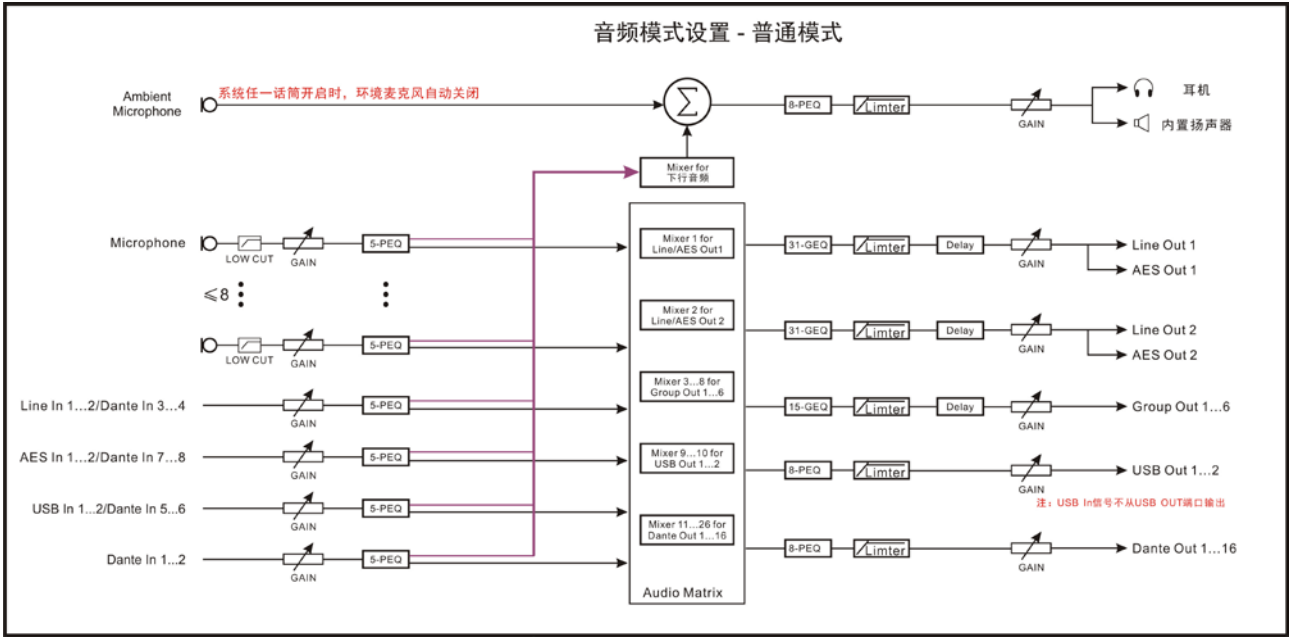 音频模式设置 - 普通模式
Ambient
Microphone
系统任一话筒开启时，环境麦克风自动关闭
Σ
8-PEQ
Limter
GAIN
耳机
内置扬声器
Mixer for
下行音频
Microphone
LOW CUT
GAIN
5-PEQ
Mixer 1 for
Line/AES Out1
31-GEQ
Limter
Delay
GAIN
Line Out 1
AES Out 1
≤8
LOW CUT
GAIN
5-PEQ
Mixer 2 for
Line/AES Out 2
31-GEQ
Limter
Delay
GAIN
Line Out 2
AES Out 2
Line In 1...2/Dante In 3...4
GAIN
5-PEQ
Mixer 3...8 for
Group Out 1...6
15-GEQ
Limter
Delay
GAIN
Group Out 1...6
AES In 1...2/Dante In 7...8
GAIN
5-PEQ
Mixer 9...10 for
USB Out 1...2
8-PEQ
Limter
GAIN
USB Out 1...2
注：USB In信号不从USB OUT端口输出
USB In 1...2/Dante In 5...6
GAIN
5-PEQ
Mixer 11...26 for
Dante Out 1...16
8-PEQ
Limter
GAIN
Dante Out 1...16
Dante In 1...2
GAIN
5-PEQ
Audio Matrix